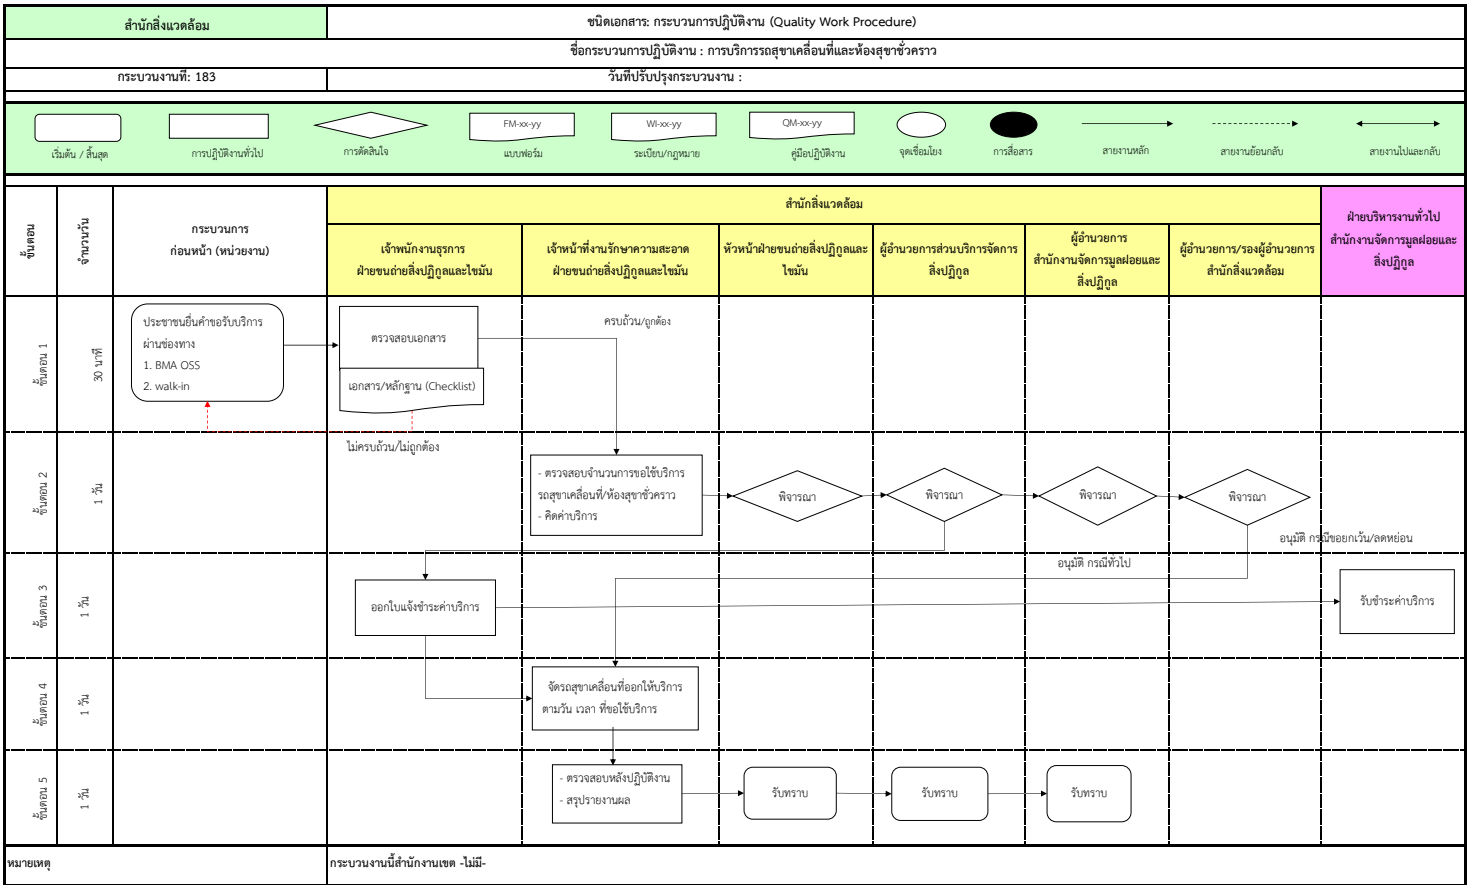 สำนักสิ่งแวดล้อม
ชนิดเอกสาร: กระบวนการปฏิบัติงาน (Quality Work Procedure)
ชื่อกระบวนการปฏิบัติงาน : การบริการรถสุขาเคลื่อนที่และห้องสุขาชั่วคราว
กระบวนงานที่: 183
วันที่ปรับปรุงกระบวนงาน :
FM-xx-yy
WI-xx-yy
QM-xx-yy
เริ่มต้น / สิ้นสุด
การปฏิบัติงานทั่วไป
การตัดสินใจ
แบบฟอร์ม
ระเบียบ/กฎหมาย
คู่มือปฏิบัติงาน
จุดเชื่อมโยง
การสื่อสาร
สายงานหลัก
สายงานย้อนกลับ
สายงานไปและกลับ
ขั้นตอน
จำนวนวัน
กระบวนการ
ก่อนหน้า (หน่วยงาน)
สำนักสิ่งแวดล้อม
เจ้าพนักงานธุรการ
ฝ่ายขนถ่ายสิ่งปฏิกูลและไขมัน
เจ้าหน้าที่งานรักษาความสะอาด
ฝ่ายขนถ่ายสิ่งปฏิกูลและไขมัน
หัวหน้าฝ่ายขนถ่ายสิ่งปฏิกูลและ
ไขมัน
ผู้อำนวยการส่วนบริการจัดการ
สิ่งปฏิกูล
ผู้อำนวยการ
สำนักงานจัดการมูลฝอยและ
สิ่งปฏิกูล
ผู้อำนวยการ/รองผู้อำนวยการ
สำนักสิ่งแวดล้อม
ฝ่ายบริหารงานทั่วไป
สำนักงานจัดการมูลฝอยและ
สิ่งปฏิกูล
ขั้นตอน 1
30 นาที
ประชาชนยื่นคำขอรับบริการ
ผ่านช่องทาง
1. BMA OSS
2. walk-in
ตรวจสอบเอกสาร
เอกสาร/หลักฐาน (Checklist)
ครบถ้วน/ถูกต้อง
ไม่ครบถ้วน/ไม่ถูกต้อง
ขั้นตอน 2
1 วัน
- ตรวจสอบจำนวนการขอใช้บริการ
รถสุขาเคลื่อนที่/ห้องสุขาชั่วคราว
- คิดค่าบริการ
พิจารณา
พิจารณา
พิจารณา
พิจารณา
อนุมัติ กรณีขอยกเว้น/ลดหย่อน
อนุมัติ กรณีทั่วไป
ขั้นตอน 3
1 วัน
ออกใบแจ้งชำระค่าบริการ
รับชำระค่าบริการ
ขั้นตอน 4
1 วัน
จัดรถสุขาเคลื่อนที่ออกให้บริการ
ตามวัน เวลา ที่ขอใช้บริการ
ขั้นตอน 5
1 วัน
- ตรวจสอบหลังปฏิบัติงาน
- สรุปรายงานผล
รับทราบ
รับทราบ
รับทราบ
หมายเหตุ
กระบวนงานนี้สำนักงานเขต -ไม่มี-